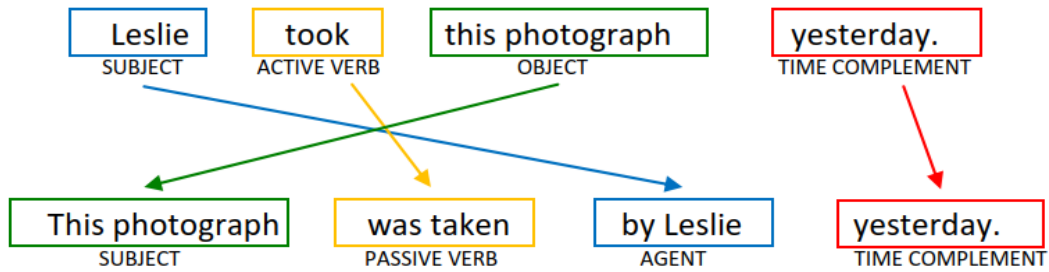 Leslie took this photograph yesterday.
SUBJECT ACTIVE VERB OBJECT TIME COMPLEMENT
This photograph was taken by Leslie yesterday.
SUBJECT PASSIVE VERB AGENT TIME COMPLEMENT